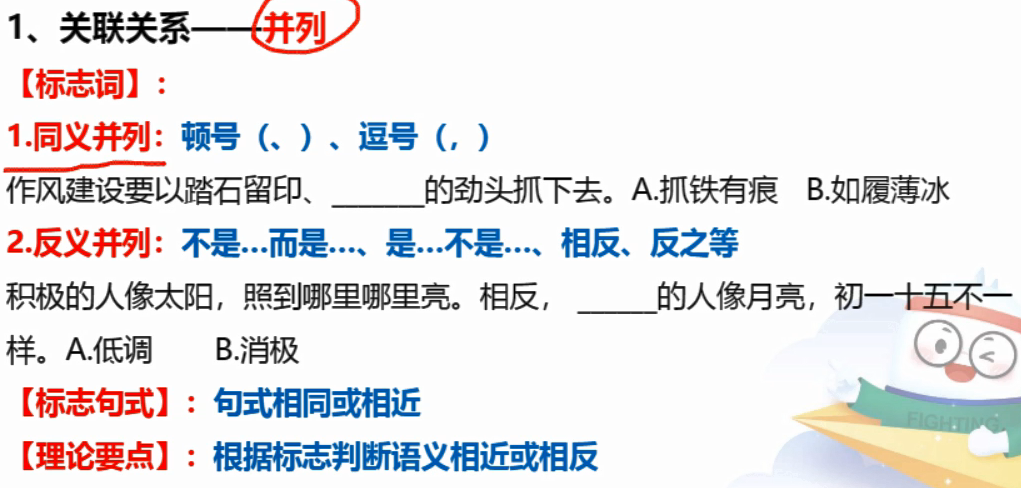 1、关联关系——并列
【标志词】：
1.同义并列：顿号（、）、逗号（，）
作风建设要以踏石留印、_______的劲头抓下去。A.抓铁有痕 B.如履薄冰
2.反义并列：不是…而是…、是…不是…、相反、反之等
积极的人像太阳，照到哪里哪里亮。相反，______的人像月亮，初一十五不一
样。A.低调 B.消极
【标志句式】：句式相同或相近
【理论要点】：根据标志判断语义相近或相反
FIGHTING.